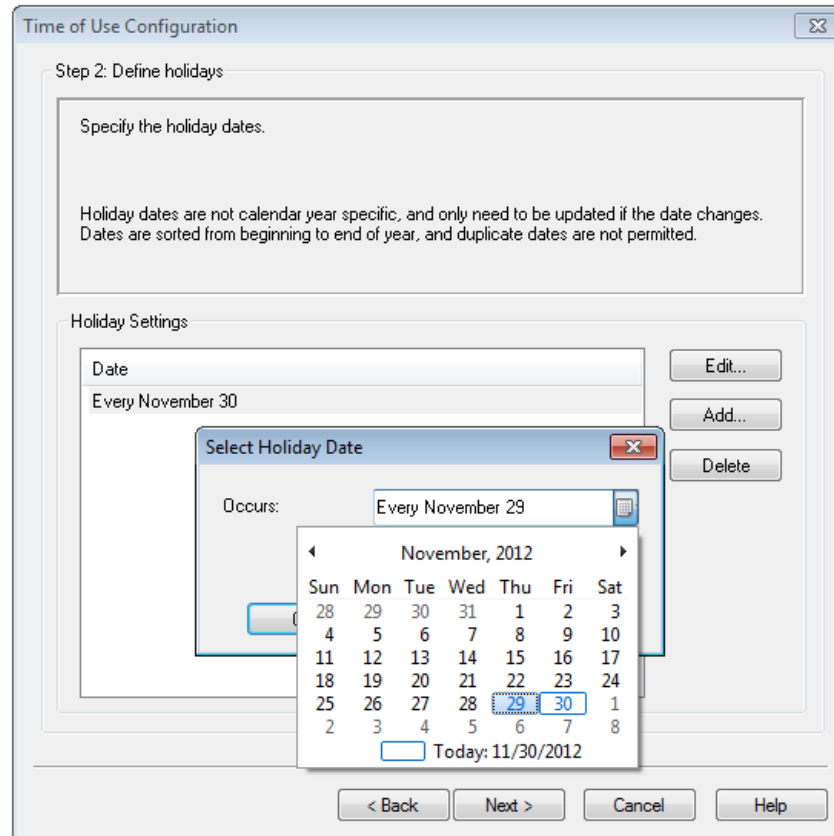 Time of Use Configuration
Step 2: Define holidays
Specify the holiday dates.
Holiday dates are not calendar year specific, and only need to be updated if the date changes.
Dates are sorted from beginning to end of year, and duplicate dates are not permitted.
Holiday Settings
Date
Every November 30
Edit...
Add...
Delete
Select Holiday Date
Occurs: Every November 29
November, 2012
Sun Mon Tue Wed Thu Fri Sat
28 29 30 31 1 2 3
4 5 6 7 8 9 10
11 12 13 14 15 16 17
18 19 20 21 22 23 24
25 26 27 28 29 30 1
2 3 4 5 6 7 8
Today: 11/30/2012
< Back Next > Cancel Help